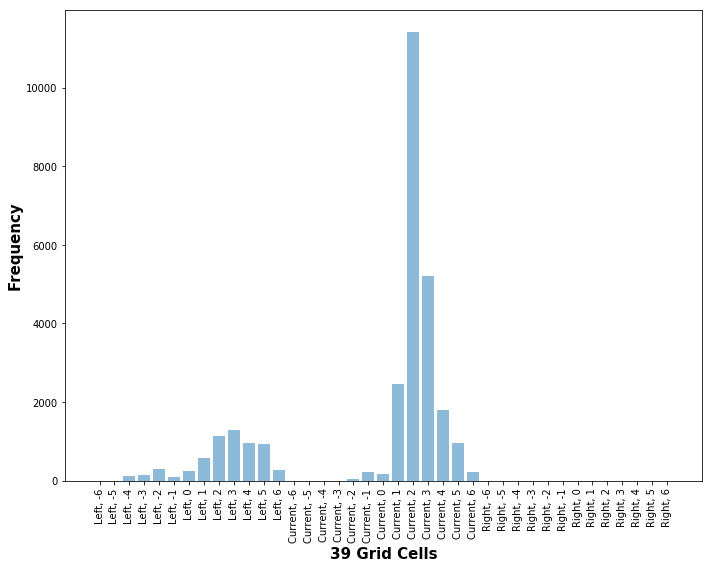 10000
8000
6000
4000
2000
0
Frequency
Left, -6
Left, -5
Left, -4
Left, -3
Left, -2
Left, -1
Left, 0
Left, 1
Left, 2
Left, 3
Left, 4
Left, 5
Left, 6
Current, -6
Current, -5
Current, -4
Current, -3
Current, -2
Current, -1
Current, 0
Current, 1
Current, 2
Current, 3
Current, 4
Current, 5
Current, 6
Right, -6
Right, -5
Right, -4
Right, -3
Right, -2
Right, -1
Right, 0
Right, 1
Right, 2
Right, 3
Right, 4
Right, 5
Right, 6
39 Grid Cells